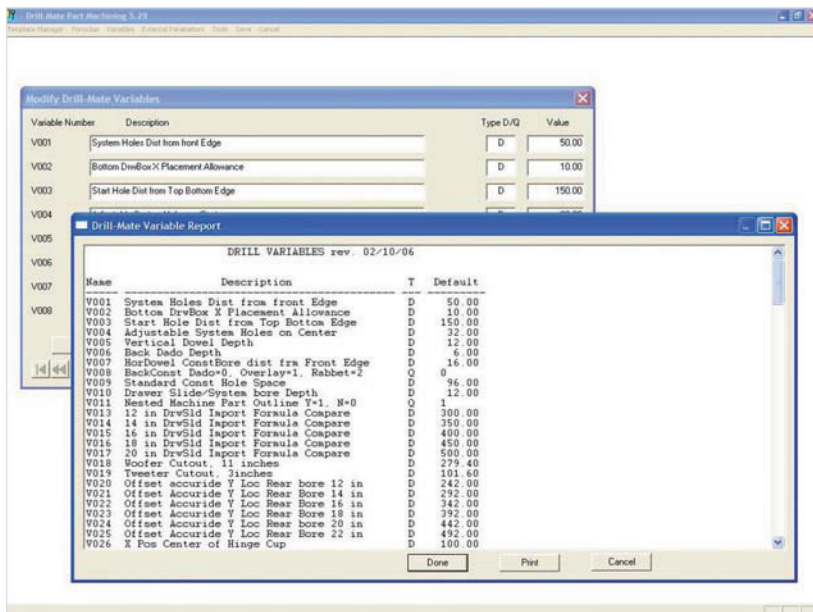 Drill-Mate Part Machining 5.29
Template Manager Formulas Variables External Parameters Tools Save Cancel
Modify Drill-Mate Variables
Variable Number Description Type D/Q Value
V001 System Holes Dist from front Edge D 50.00
V002 Bottom DrwBox X Placement Allowance D 10.00
V003 Start Hole Dist from Top Bottom Edge D 150.00
V004
V005
V006
V007
V008
Drill-Mate Variable Report
DRILL VARIABLES rev. 02/10/06
Name Description T Default
V001 System Holes Dist from front Edge D 50.00
V002 Bottom DrwBox X Placement Allowance D 10.00
V003 Start Hole Dist from Top Bottom Edge D 150.00
V004 Adjustable System Holes on Center D 32.00
V005 Vertical Dowel Depth D 12.00
V006 Back Dado Depth D 6.00
V007 HorDowel ConstBore dist frm Front Edge D 16.00
V008 BackConst Dado=0, Overlay=1, Rabbet=2 Q 0
V009 Standard Const Hole Space D 96.00
V010 Drawer Slide/System bore Depth D 12.00
V011 Nested Machine Part Outline Y=1, N=0 Q 1
V013 12 in DrwSld Import Formula Compare D 300.00
V014 14 in DrwSld Import Formula Compare D 350.00
V015 16 in DrwSld Import Formula Compare D 400.00
V016 18 in DrwSld Import Formula Compare D 450.00
V017 20 in DrwSld Import Formula Compare D 500.00
V018 Woofer Cutout, 11 inches D 279.40
V019 Tweeter Cutout, 3inches D 101.60
V020 Offset accuride Y Loc Rear bore 12 in D 242.00
V021 Offset Accuride Y Loc Rear Bore 14 in D 292.00
V022 Offset Accuride Y Loc Rear Bore 16 in D 342.00
V023 Offset Accuride Y Loc Rear Bore 18 in D 392.00
V024 Offset Accuride Y Loc Rear bore 20 in D 442.00
V025 Offset Accuride Y Loc Rear Bore 22 in D 492.00
V026 X Pos Center of Hinge Cup D 100.00
Done Print Cancel